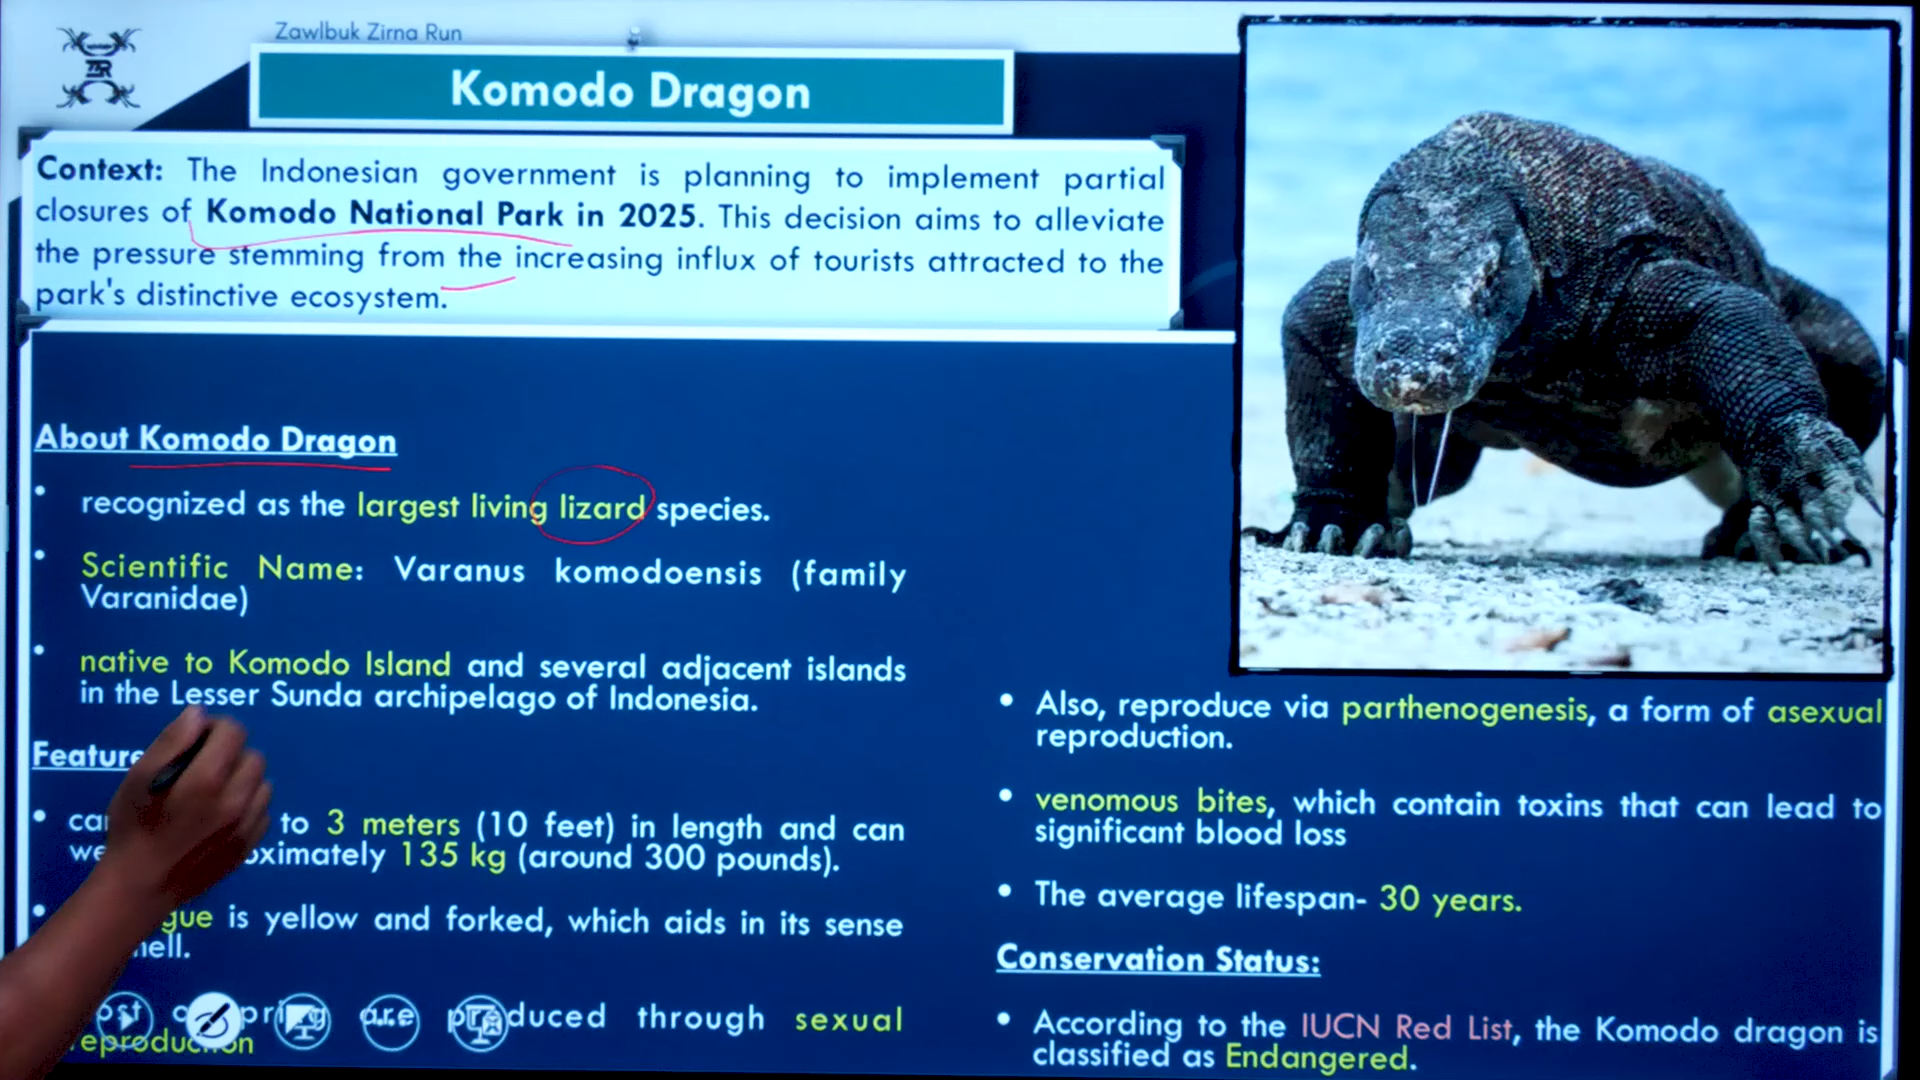 Zawlbuk Zirna Run
ZR
Komodo Dragon
Context: The Indonesian government is planning to implement partial
closures of Komodo National Park in 2025. This decision aims to alleviate
the pressure stemming from the increasing influx of tourists attracted to the
park's distinctive ecosystem.
About Komodo Dragon
• recognized as the largest living lizard species.
• Scientific Name: Varanus komodoensis (family
Varanidae)
• native to Komodo Island and several adjacent islands
in the Lesser Sunda archipelago of Indonesia.
• to 3 meters (10 feet) in length and can
135 kg (around 300 pounds).
• is yellow and forked, which aids in its sense
are through sexual
• Also, reproduce via parthenogenesis, a form of asexual
reproduction.
• venomous bites, which contain toxins that can lead to
significant blood loss
• The average lifespan- 30 years.
Conservation Status:
• According to the IUCN Red List, the Komodo dragon is
classified as Endangered.